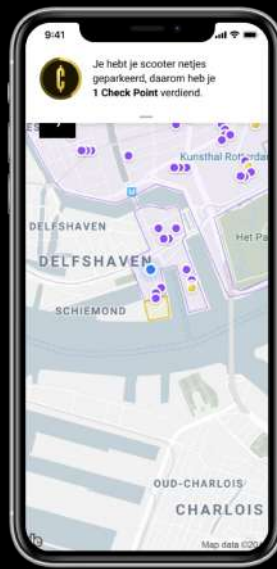 9:41
Je hebt je scooter netjes
geparkeerd, daarom heb je
1 Check Point verdiend.
Kunsthal Rotterdam
DELFSHAVEN
Het Pa
DELFSHAVEN
SCHIEMOND
OUD-CHARLOIS
CHARLOIS
Map data ©20